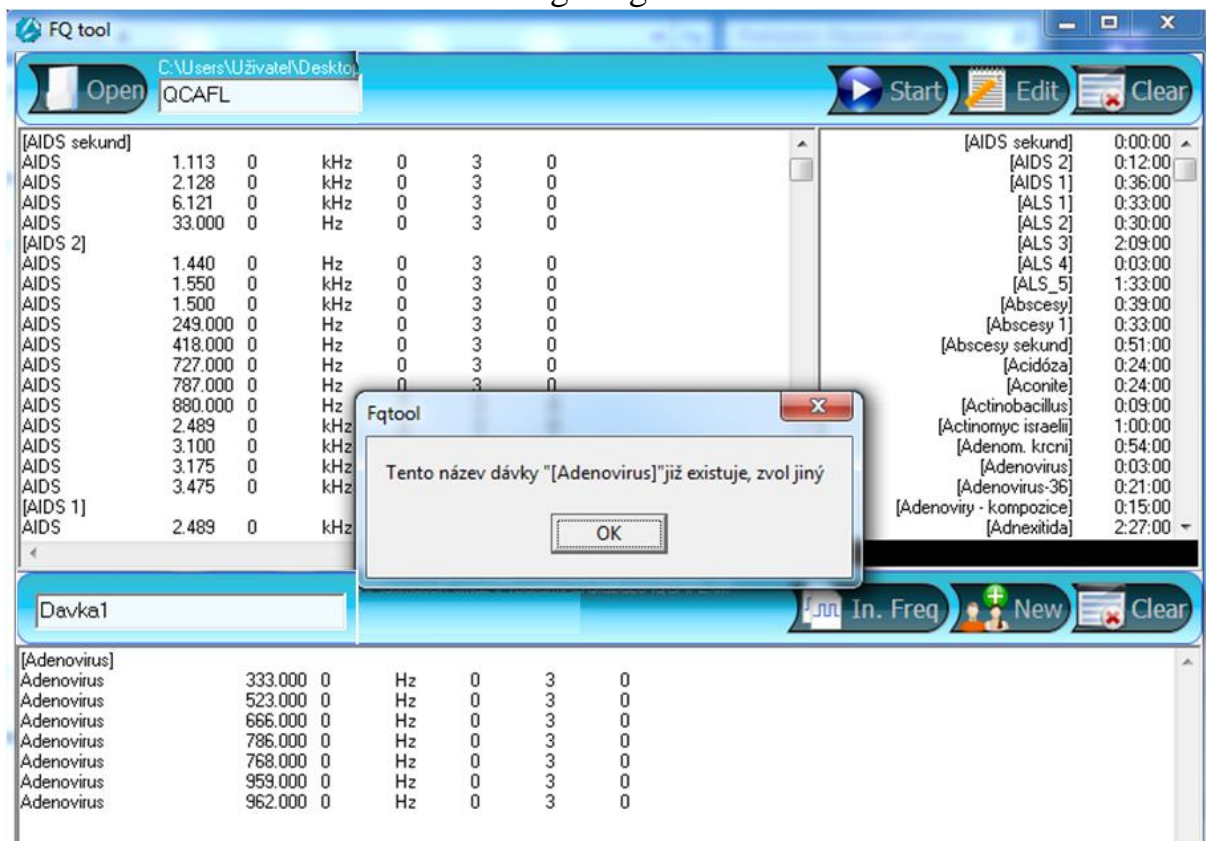 FQ tool
C:\Users\Uživatel\Desktop
Open QCAFL Start Edit Clear
[AIDS sekund]
AIDS 1.113 0 kHz 0 3 0
AIDS 2.128 0 kHz 0 3 0
AIDS 6.121 0 kHz 0 3 0
AIDS 33.000 0 Hz 0 3 0
[AIDS 2]
AIDS 1.440 0 Hz 0 3 0
AIDS 1.550 0 kHz 0 3 0
AIDS 1.500 0 kHz 0 3 0
AIDS 249.000 0 Hz 0 3 0
AIDS 418.000 0 Hz 0 3 0
AIDS 727.000 0 Hz 0 3 0
AIDS 787.000 0 Hz 0 3 0
AIDS 880.000 0 Hz
AIDS 2.489 0 kHz
AIDS 3.100 0 kHz
AIDS 3.175 0 kHz
AIDS 3.475 0 kHz
[AIDS 1]
AIDS 2.489 0 kHz
[AIDS sekund] 0:00:00
[AIDS 2] 0:12:00
[AIDS 1] 0:36:00
[ALS 1] 0:33:00
[ALS 2] 0:30:00
[ALS 3] 2:09:00
[ALS 4] 0:03:00
[ALS_5] 1:33:00
[Abscesy] 0:39:00
[Abscesy 1] 0:33:00
[Abscesy sekund] 0:51:00
[Acidóza] 0:24:00
[Aconite] 0:24:00
[Actinobacillus] 0:09:00
[Actinomyc israelii] 1:00:00
[Adenom. krcni] 0:54:00
[Adenovirus] 0:03:00
[Adenovirus-36] 0:21:00
[Adenoviry - kompozice] 0:15:00
[Adnexitida] 2:27:00
Fqtool
Tento název dávky "[Adenovirus]"již existuje, zvol jiný
OK
Davka1 In. Freq New Clear
[Adenovirus]
Adenovirus 333.000 0 Hz 0 3 0
Adenovirus 523.000 0 Hz 0 3 0
Adenovirus 666.000 0 Hz 0 3 0
Adenovirus 786.000 0 Hz 0 3 0
Adenovirus 768.000 0 Hz 0 3 0
Adenovirus 959.000 0 Hz 0 3 0
Adenovirus 962.000 0 Hz 0 3 0